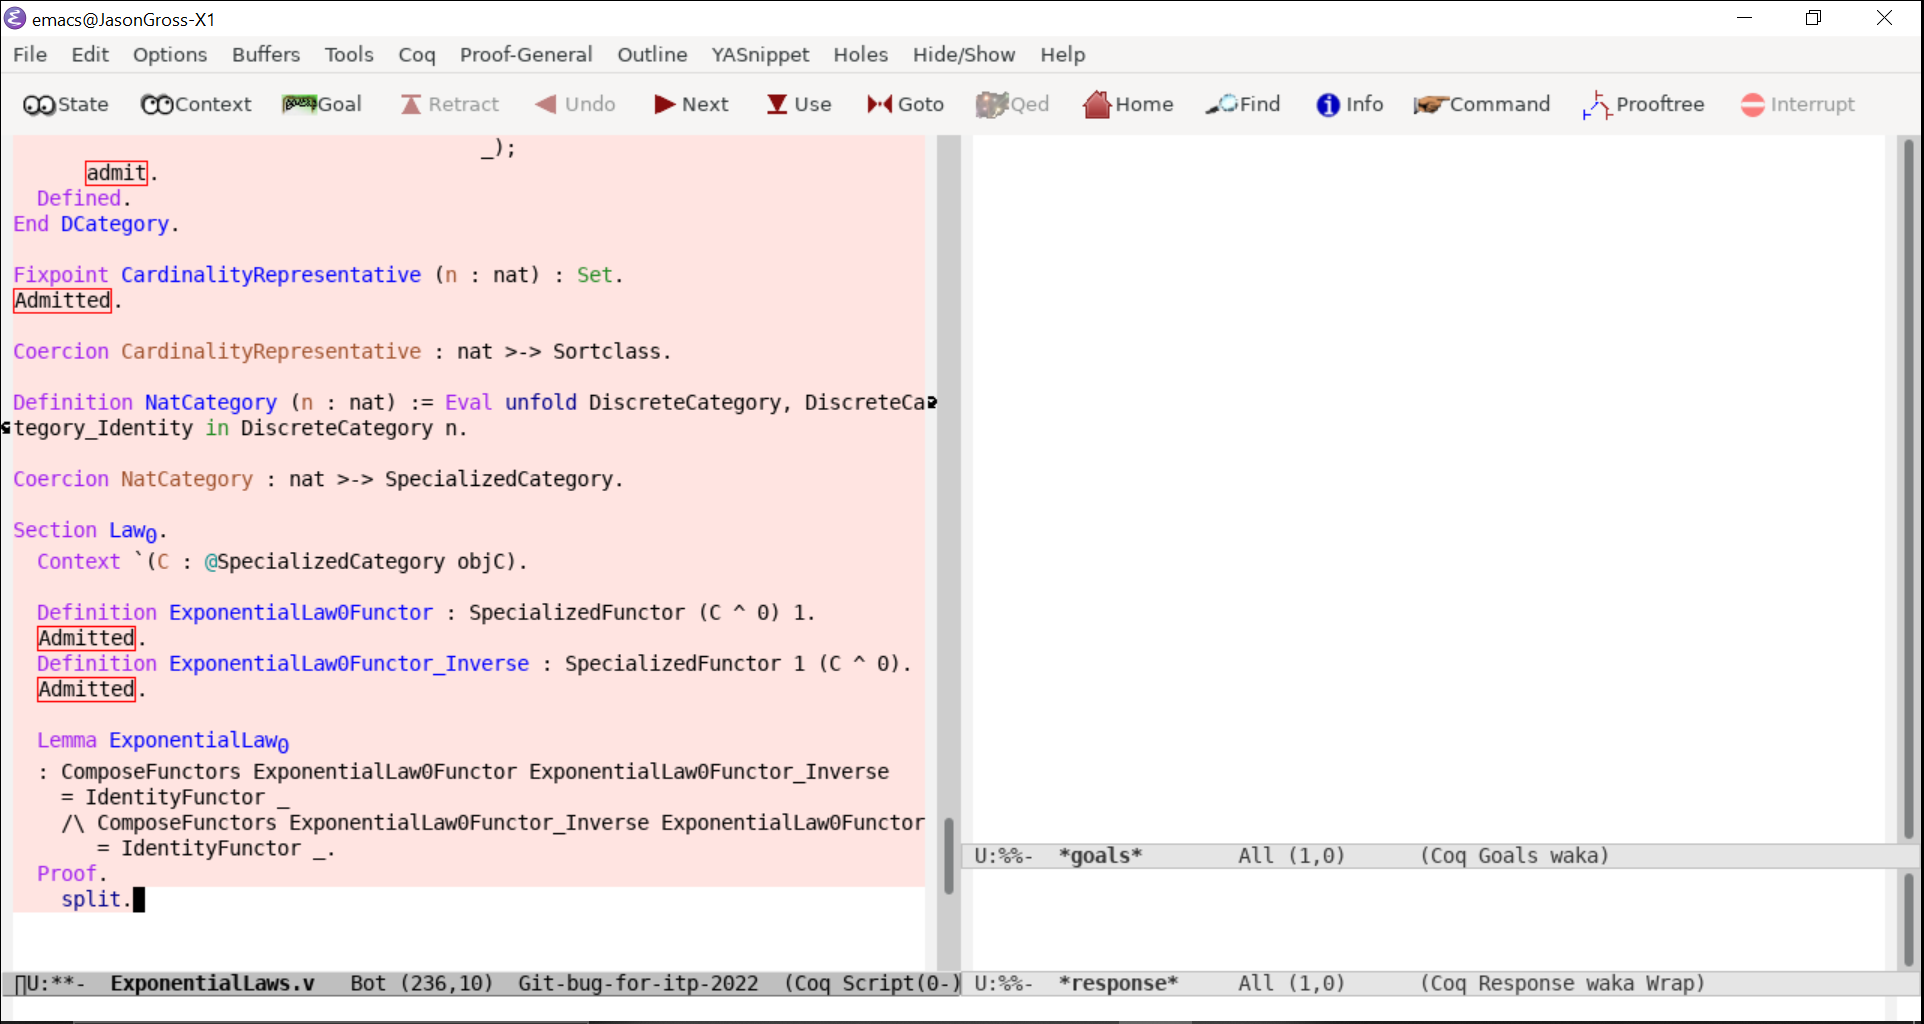 emacs@JasonGross-X1
File Edit Options Buffers Tools Coq Proof-General Outline YASnippet Holes Hide/Show Help
State Context Goal Retract Undo Next Use Goto Qed Home Find Info Command Prooftree Interrupt
_);
admit.
Defined.
End DCategory.
Fixpoint CardinalityRepresentative (n : nat) : Set.
Admitted.
Coercion CardinalityRepresentative : nat >-> Sortclass.
Definition NatCategory (n : nat) := Eval unfold DiscreteCategory, DiscreteCa
tegory_Identity in DiscreteCategory n.
Coercion NatCategory : nat >-> SpecializedCategory.
Section Law₀.
Context `(C : @SpecializedCategory objC).
Definition ExponentialLaw0Functor : SpecializedFunctor (C ^ 0) 1.
Admitted.
Definition ExponentialLaw0Functor_Inverse : SpecializedFunctor 1 (C ^ 0).
Admitted.
Lemma ExponentialLaw₀
: ComposeFunctors ExponentialLaw0Functor ExponentialLaw0Functor_Inverse
= IdentityFunctor _
/\ ComposeFunctors ExponentialLaw0Functor_Inverse ExponentialLaw0Functor
= IdentityFunctor _.
Proof.
split.
U:**- ExponentialLaws.v Bot (236,10) Git-bug-for-itp-2022 (Coq Script(0-)
U:%%- *goals* All (1,0) (Coq Goals waka)
U:%%- *response* All (1,0) (Coq Response waka Wrap)